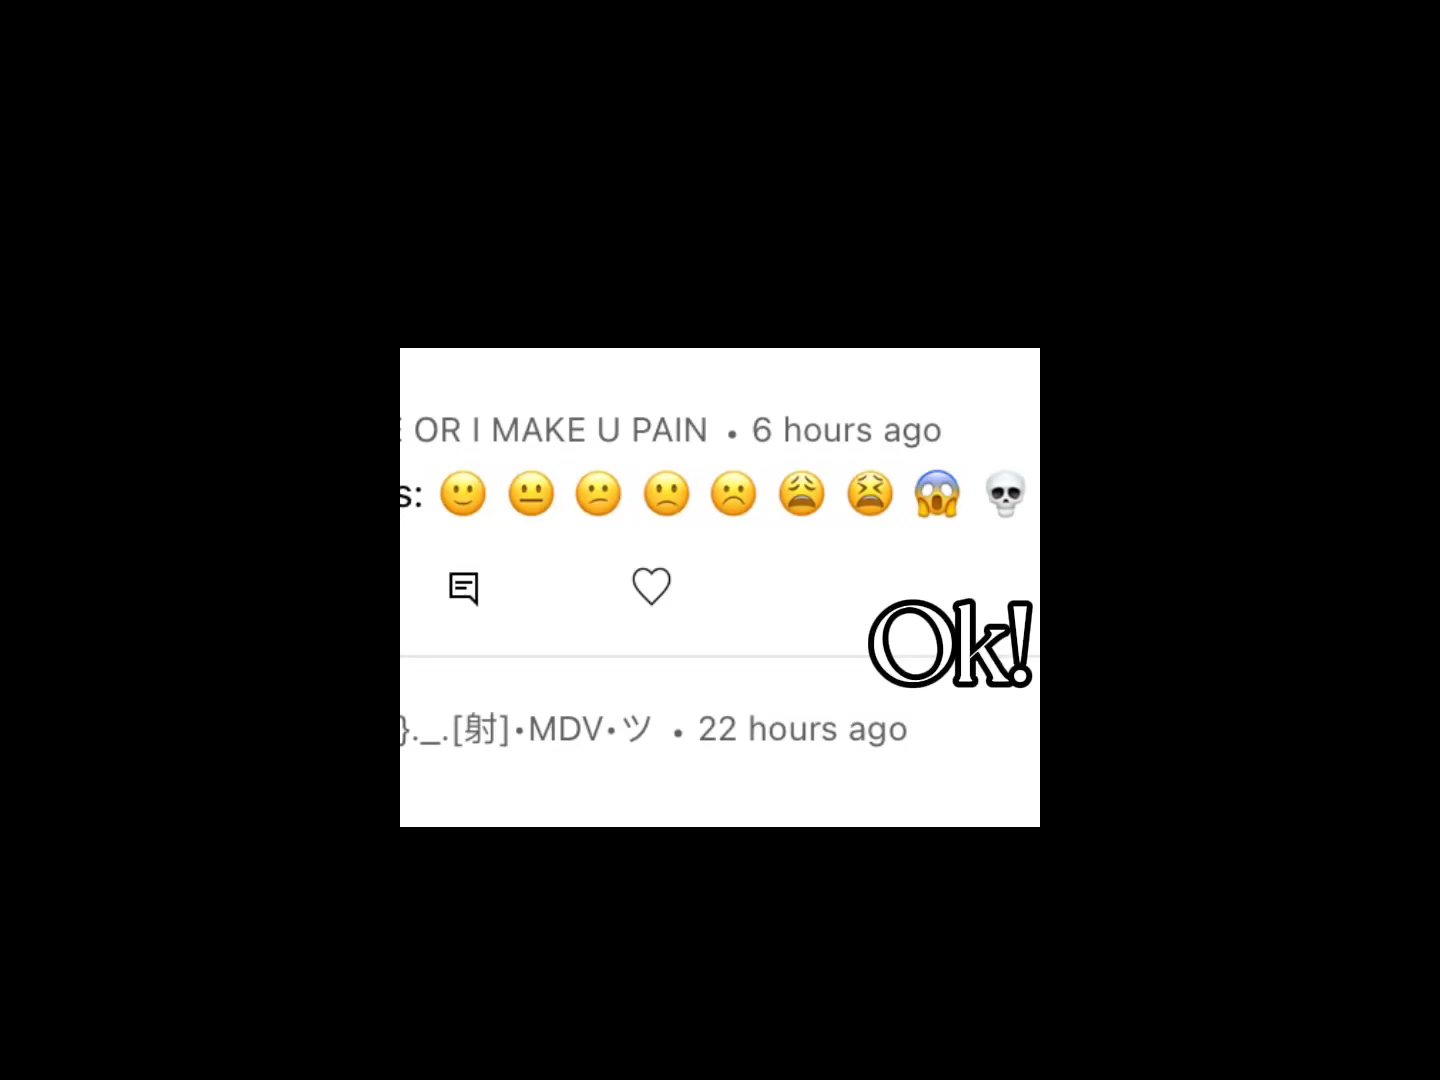 OR I MAKE U PAIN • 6 hours ago
s: 🙂 😐 😕 🙁 ☹️ 😩 😫 😱 💀
Ok!
}._.[射]•MDV•ツ • 22 hours ago